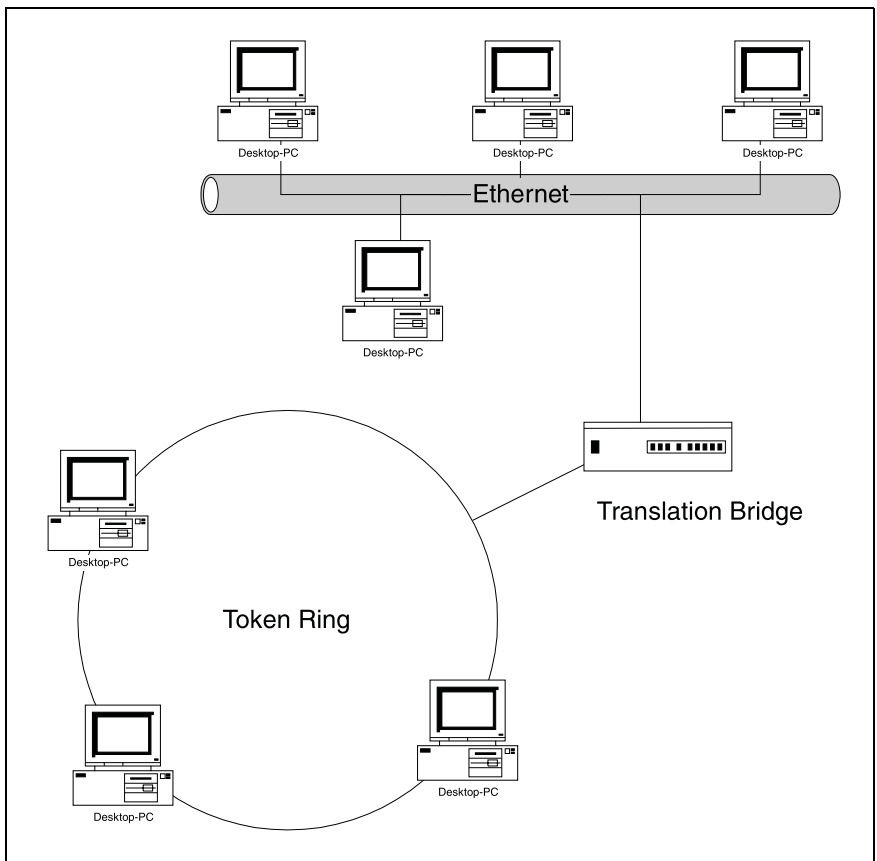 Desktop-PC
Desktop-PC
Desktop-PC
Ethernet
Desktop-PC
Translation Bridge
Desktop-PC
Token Ring
Desktop-PC
Desktop-PC